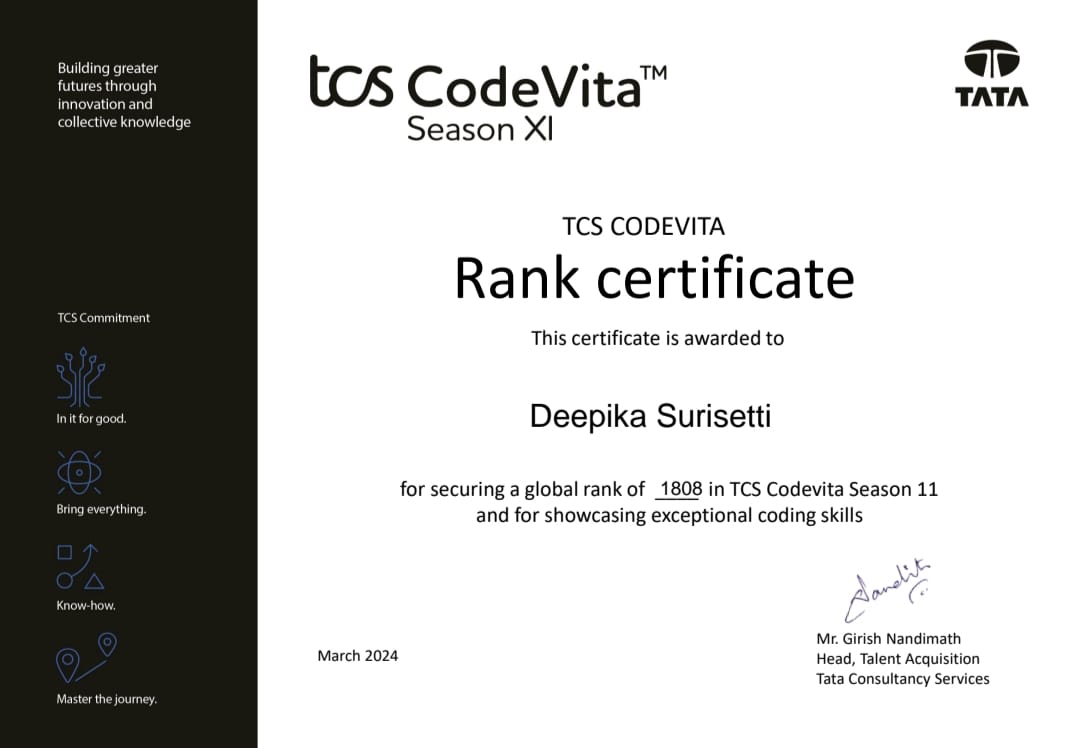 Building greater
futures through
innovation and
collective knowledge
tcs CodeVita™
Season XI
TATA
TCS CODEVITA
Rank certificate
This certificate is awarded to
Deepika Surisetti
for securing a global rank of 1808 in TCS Codevita Season 11
and for showcasing exceptional coding skills
TCS Commitment
In it for good.
Bring everything.
Know-how.
Master the journey.
March 2024
Mr. Girish Nandimath
Head, Talent Acquisition
Tata Consultancy Services